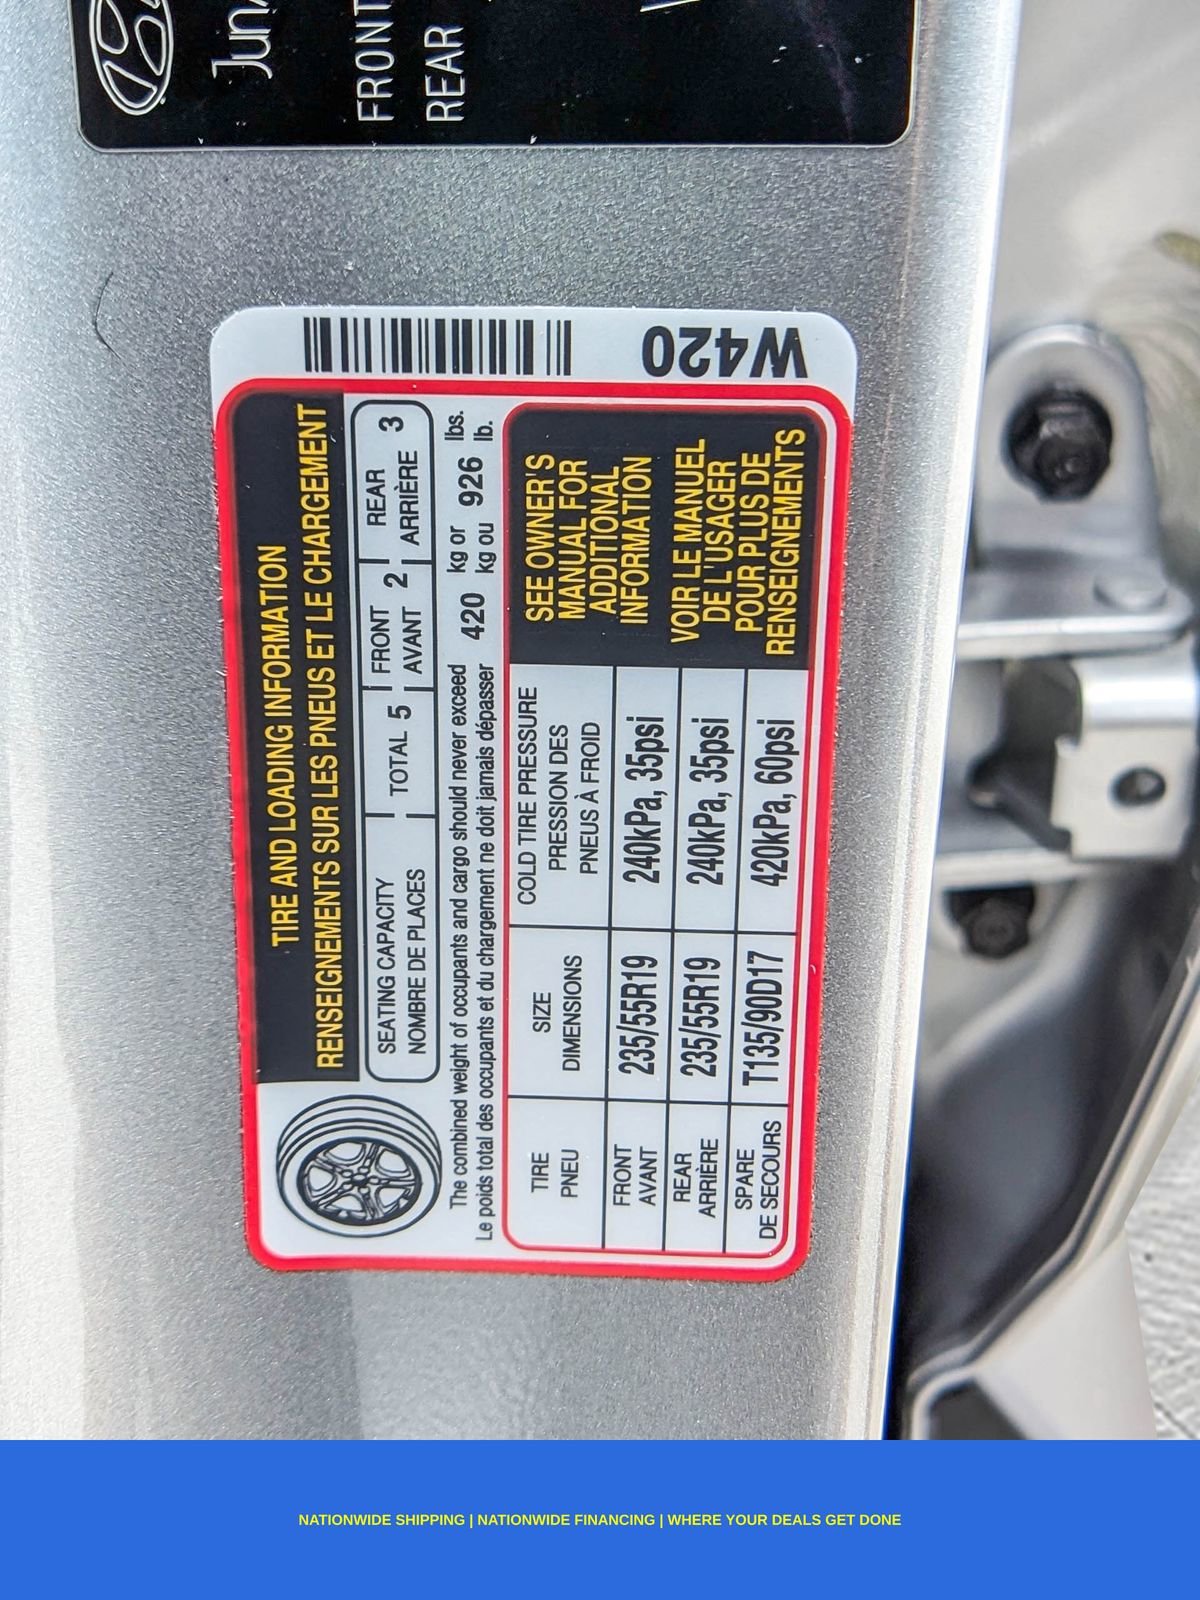 FRONT
REAR
W420
TIRE AND LOADING INFORMATION
RENSEIGNEMENTS SUR LES PNEUS ET LE CHARGEMENT
SEATING CAPACITY
NOMBRE DE PLACES
TOTAL 5
FRONT
AVANT 2
REAR
ARRIÈRE 3
The combined weight of occupants and cargo should never exceed 420 kg or 926 lbs.
Le poids total des occupants et du chargement ne doit jamais dépasser kg ou lb.
TIRE
PNEU
SIZE
DIMENSIONS
COLD TIRE PRESSURE
PRESSION DES
PNEUS À FROID
FRONT
AVANT
235/55R19
240kPa, 35psi
REAR
ARRIÈRE
235/55R19
240kPa, 35psi
SPARE
DE SECOURS
T135/90D17
420kPa, 60psi
SEE OWNER'S
MANUAL FOR
ADDITIONAL
INFORMATION
VOIR LE MANUEL
DE L'USAGER
POUR PLUS DE
RENSEIGNEMENTS
NATIONWIDE SHIPPING | NATIONWIDE FINANCING | WHERE YOUR DEALS GET DONE